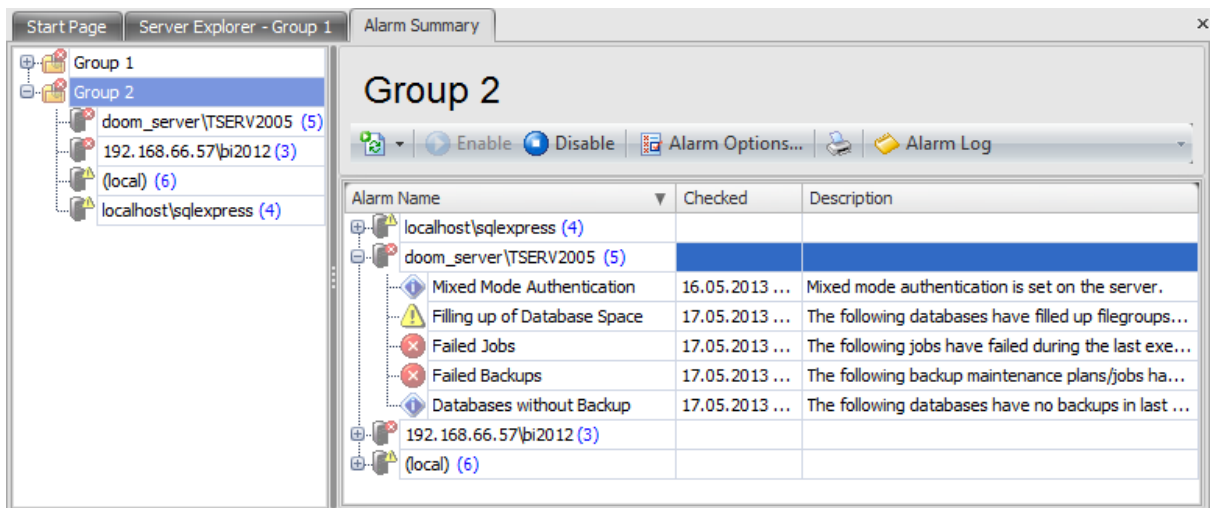 Start Page Server Explorer - Group 1 Alarm Summary x
Group 1
Group 2
doom_server\TSERV2005 (5)
192.168.66.57\bi2012 (3)
(local) (6)
localhost\sqlexpress (4)
Group 2
Enable Disable Alarm Options... Alarm Log
Alarm Name Checked Description
localhost\sqlexpress (4)
doom_server\TSERV2005 (5)
Mixed Mode Authentication 16.05.2013 ... Mixed mode authentication is set on the server.
Filling up of Database Space 17.05.2013 ... The following databases have filled up filegroups...
Failed Jobs 17.05.2013 ... The following jobs have failed during the last exe...
Failed Backups 17.05.2013 ... The following backup maintenance plans/jobs ha...
Databases without Backup 17.05.2013 ... The following databases have no backups in last ...
192.168.66.57\bi2012 (3)
(local) (6)